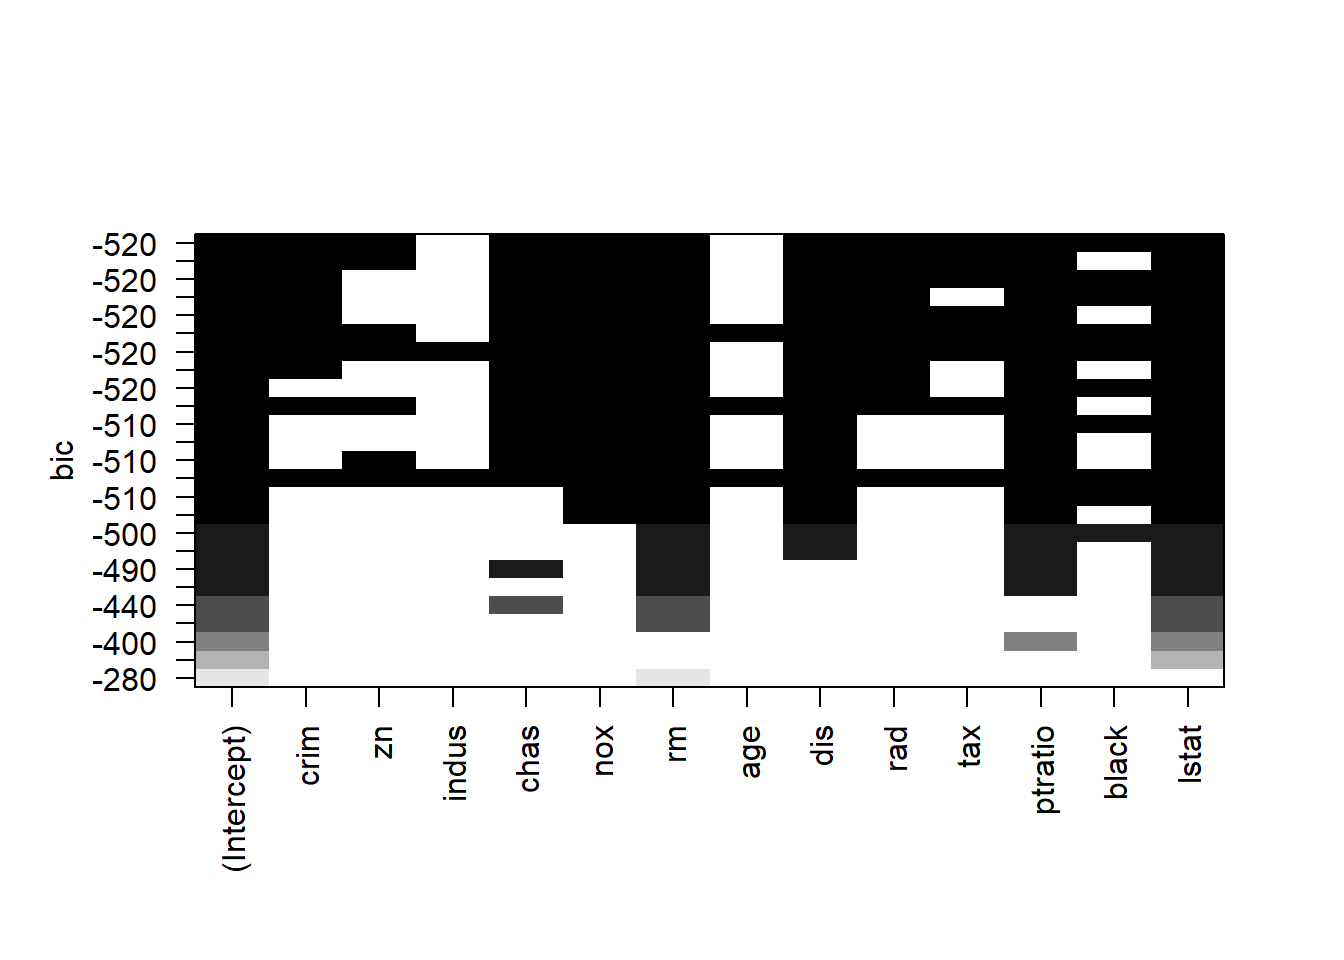 -520
-520
-520
-520
-520
-510
-510
-510
-500
-490
-440
-400
-280
bic
(Intercept)
crim
zn
indus
chas
nox
rm
age
dis
rad
tax
ptratio
black
lstat